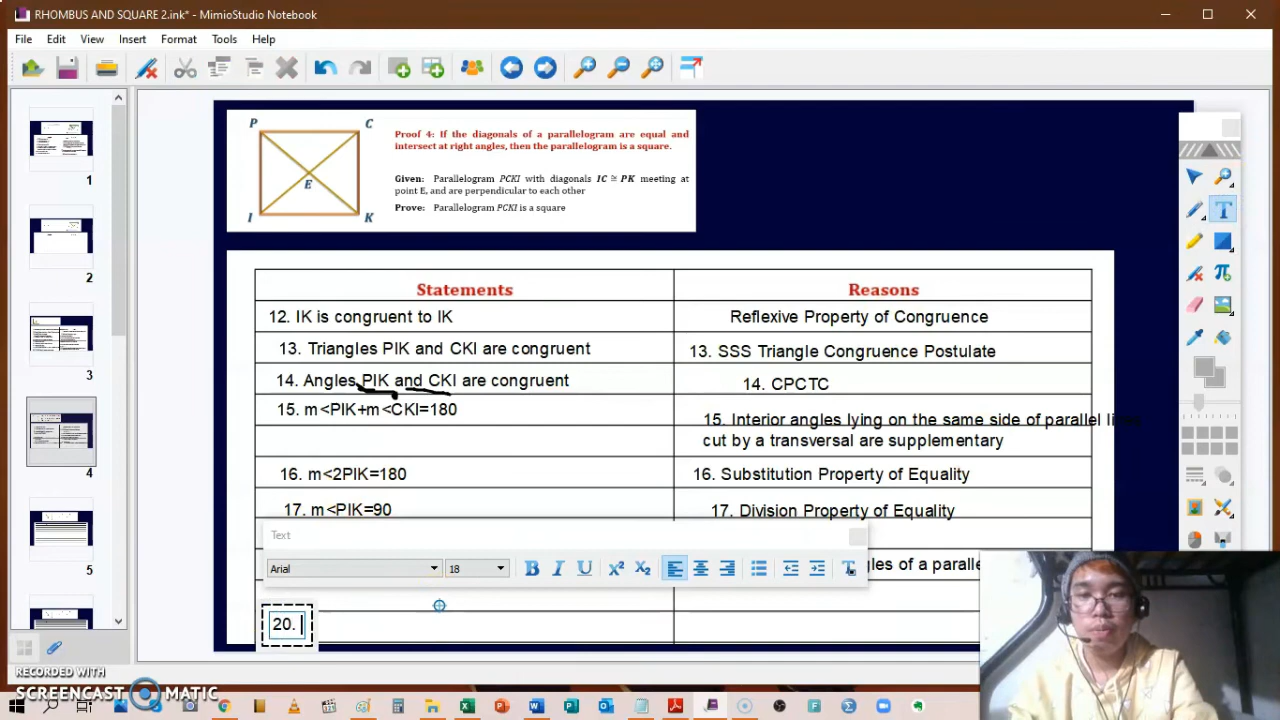 RHOMBUS AND SQUARE 2.ink* - MimioStudio Notebook
File Edit View Insert Format Tools Help
P C
E
I K
Proof 4: If the diagonals of a parallelogram are equal and
intersect at right angles, then the parallelogram is a square.
Given: Parallelogram PCKI with diagonals IC ≅ PK meeting at
point E, and are perpendicular to each other
Prove: Parallelogram PCKI is a square
1
2
3
4
5
Statements Reasons
12. IK is congruent to IK Reflexive Property of Congruence
13. Triangles PIK and CKI are congruent 13. SSS Triangle Congruence Postulate
14. Angles PIK and CKI are congruent 14. CPCTC
15. m<PIK+m<CKI=180 15. Interior angles lying on the same side of parallel lines
cut by a transversal are supplementary
16. m<2PIK=180 16. Substitution Property of Equality
17. m<PIK=90 17. Division Property of Equality
Text
Arial 18 B I U X² X₂
gles of a paralle
20.
RECORDED WITH
SCREENCAST MATIC